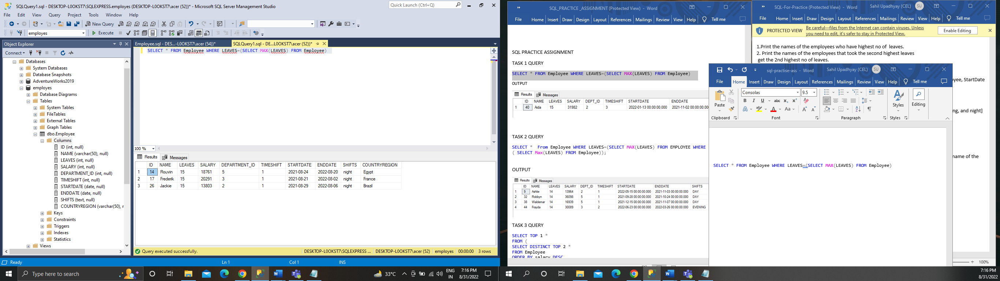 SQLQuery1.sql - DESKTOP-L0OKST7\SQLEXPRESS.employes (DESKTOP-L0OKST7\acer (52))* - Microsoft SQL Server Management Studio
Quick Launch (Ctrl+Q)
File Edit View Query Project Tools Window Help
New Query
employes
Execute
Object Explorer
Connect
Databases
System Databases
Database Snapshots
AdventureWorks2019
employes
Database Diagrams
Tables
System Tables
FileTables
External Tables
Graph Tables
dbo.Employee
Columns
ID (int, null)
NAME (varchar(50), null)
LEAVES (int, null)
SALARY (int, null)
DEPARTMENT_ID (int, null)
TIMESHIFT (int, null)
STARTDATE (date, null)
ENDDATE (date, null)
SHIFTS (text, null)
COUNTRYREGION (varchar(50), r
Keys
Constraints
Triggers
Indexes
Statistics
Views
Employee.sql - DES...-L0OKST7\acer (54))*
SQLQuery1.sql - DE...L0OKST7\acer (52))*
SELECT * FROM Employee WHERE LEAVES=(SELECT MAX(LEAVES) FROM Employee)
100 %
Results Messages
ID NAME LEAVES SALARY DEPARTMENT_ID TIMESHIFT STARTDATE ENDDATE SHIFTS COUNTRYREGION
1 14 Rouvin 15 18761 5 1 2021-08-24 2022-08-20 night Egypt
2 17 Frederik 15 20291 3 1 2021-08-21 2022-08-02 night France
3 26 Jackie 15 13803 2 1 2021-08-29 2022-08-06 night Brazil
Query executed successfully.
DESKTOP-L0OKST7\SQLEXPRESS ... DESKTOP-L0OKST7\acer (52) employes 00:00:00 3 rows
Ready Ln 1 Col 1 INS
Type here to search
33°C
ENG
IN
7:16 PM
8/31/2022
SQL_PRACTICE _ASSIGNMENT (Protected View) - Word
File Home Insert Draw Design Layout References Mailings Review View Help Tell me
SQL PRACTICE ASSIGNMENT
TASK 1 QUERY
SELECT * FROM Employee WHERE LEAVES=(SELECT MAX(LEAVES) FROM Employee)
OUTPUT
Results Messages
ID NAME LEAVES SALARY DEPT_ID TIMESHIFT STARTDATE ENDDATE
1 40 Aida 15 31982 2 3 2022-01-13 00:00:00.000 2021-11-02 00:00:00.00
TASK 2 QUERY
SELECT * From Employee WHERE LEAVES=(SELECT MAX(LEAVES) FROM EMPLOYEE WHERE
( SELECT Max(LEAVES) FROM Employee));
OUTPUT
Results Messages
ID NAME LEAVES SALARY DEPT_ID TIMESHIFT STARTDATE ENDDATE SHIFTS
1 9 Ashlie 14 13964 2 1 2022-05-15 00:00:00.000 2021-11-03 00:00:00.000 DAY
2 32 Robbyn 14 36098 5 1 2021-09-28 00:00:00.000 2021-10-24 00:00:00.000 DAY
3 38 Waldemar 14 16939 5 1 2021-12-15 00:00:00.000 2021-11-07 00:00:00.000 DAY
4 44 Frayda 14 30089 3 2 2022-06-23 00:00:00.000 2022-03-26 00:00:00.000 EVENING
TASK 3 QUERY
SELECT TOP 1 *
FROM (
SELECT DISTINCT TOP 2 *
FROM Employee
ORDER BY salary DESC
SQL-For-Practice (Protected View) - Word
Sahil Upadhyay (CEL) SU
File Home Insert Draw Design Layout References Mailings Review View Help Tell me
PROTECTED VIEW Be careful—files from the Internet can contain viruses. Unless
you need to edit, it's safer to stay in Protected View.
Enable Editing
1.Print the names of the employees who have highest no of leaves.
2. Print the names of the employees that took the second highest leaves
get the 2nd highest no of leaves.
yee, StartDate
ng, and night]
name of the
100%
sql-practise-ass - Word
Sahil Upadhyay (CEL) SU
File Home Insert Draw Design Layout References Mailings Review View Help Tell me
Paste
Consolas 9.5
Styles
Editing
Clipboard Font Paragraph Styles
SELECT * FROM Employee WHERE LEAVES=(SELECT MAX(LEAVES) FROM Employee)
7:16 PM
8/31/2022